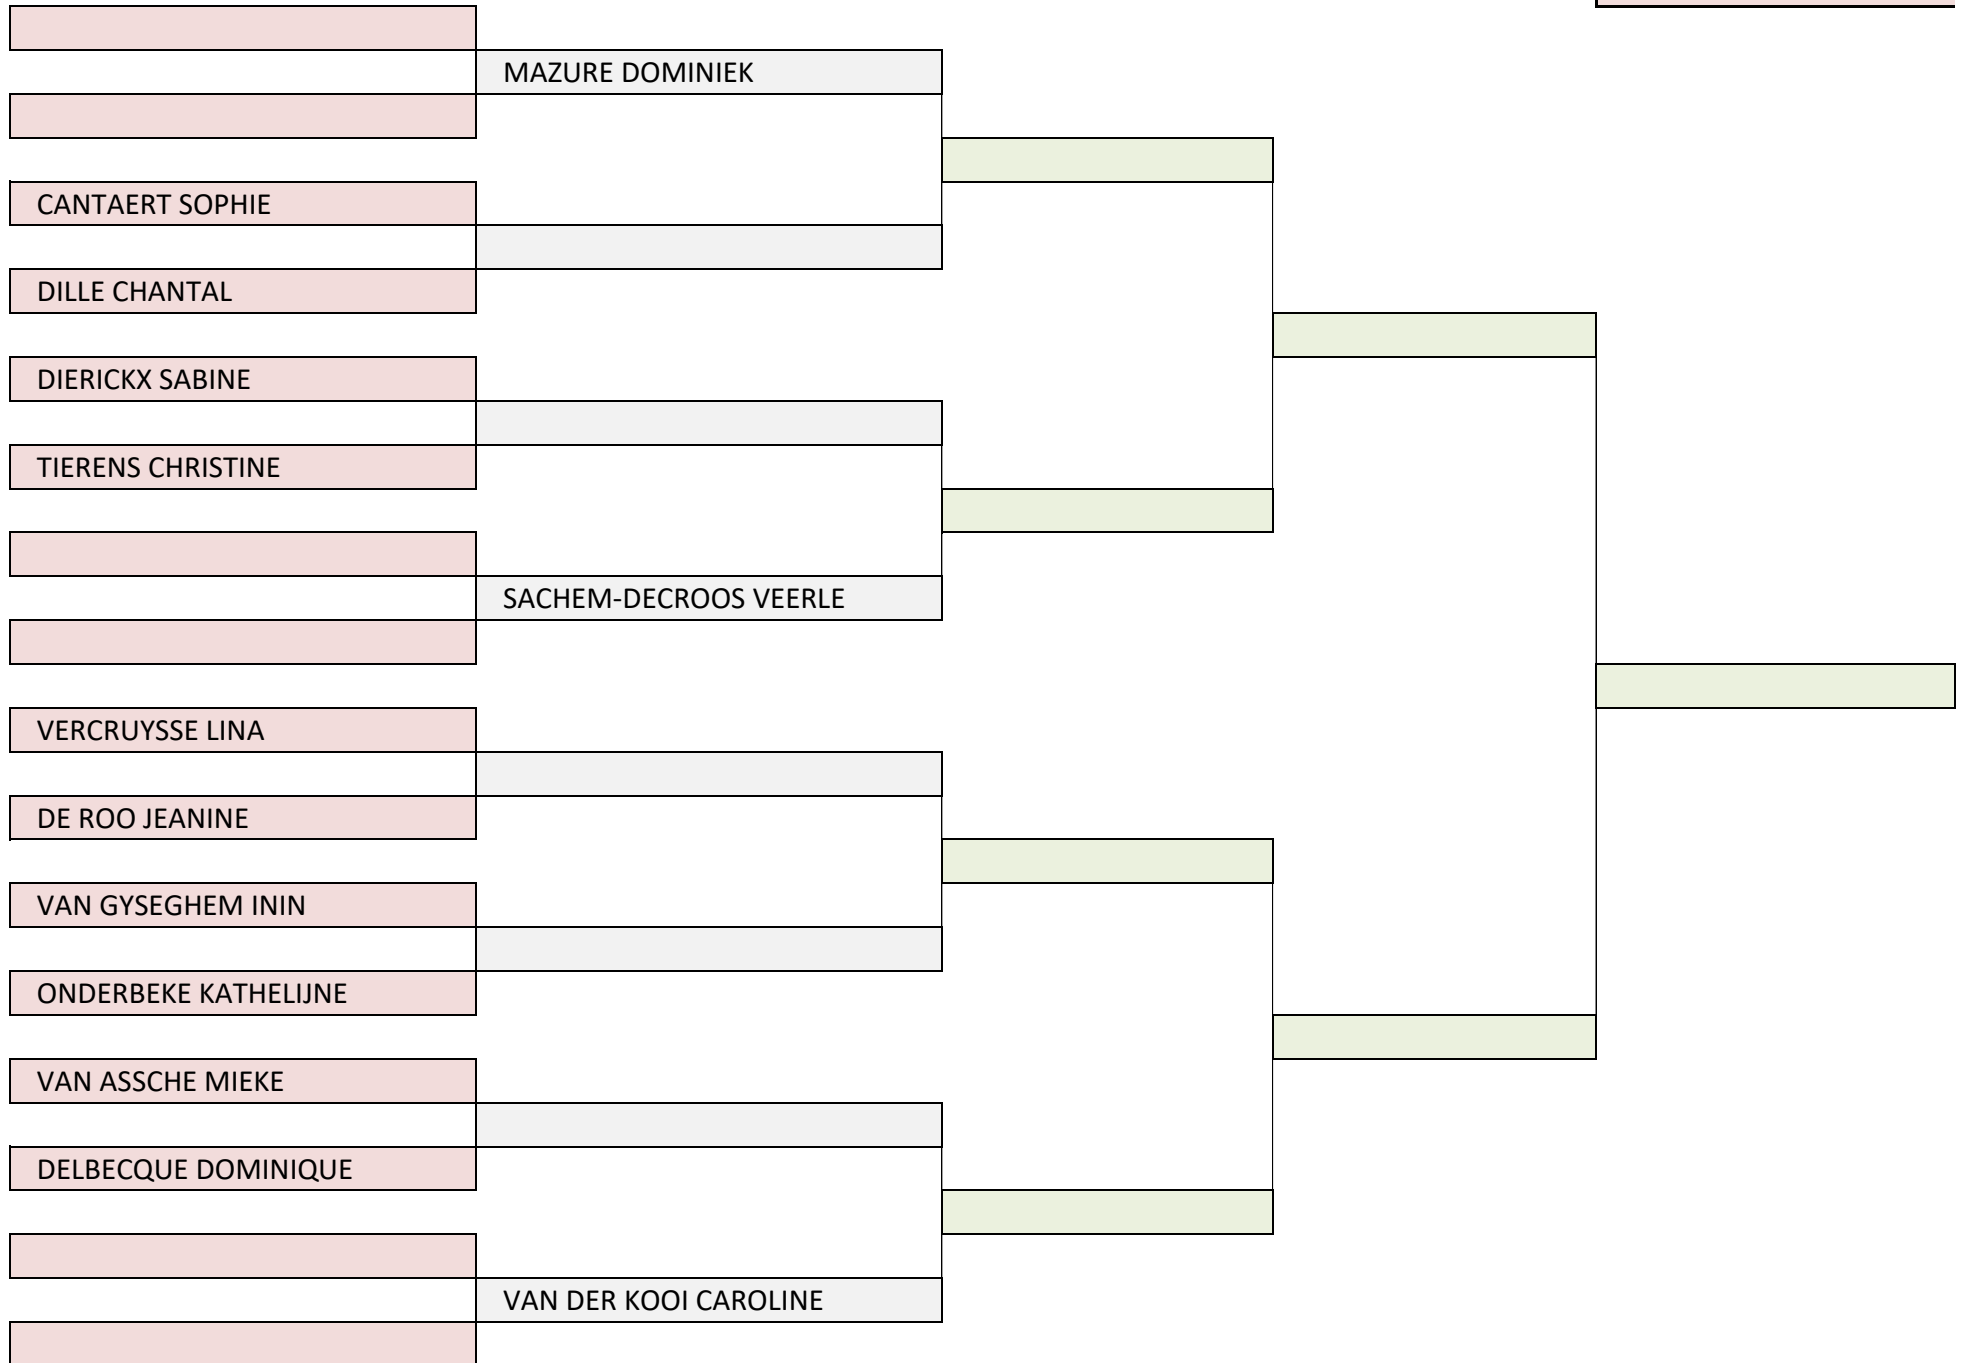 MAZURE DOMINIEK
CANTAERT SOPHIE
DILLE CHANTAL
DIERICKX SABINE
TIERENS CHRISTINE
SACHEM-DECROOS VEERLE
VERCRUYSSE LINA
DE ROO JEANINE
VAN GYSEGHEM ININ
ONDERBEKE KATHELIJNE
VAN ASSCHE MIEKE
DELBECQUE DOMINIQUE
VAN DER KOOI CAROLINE